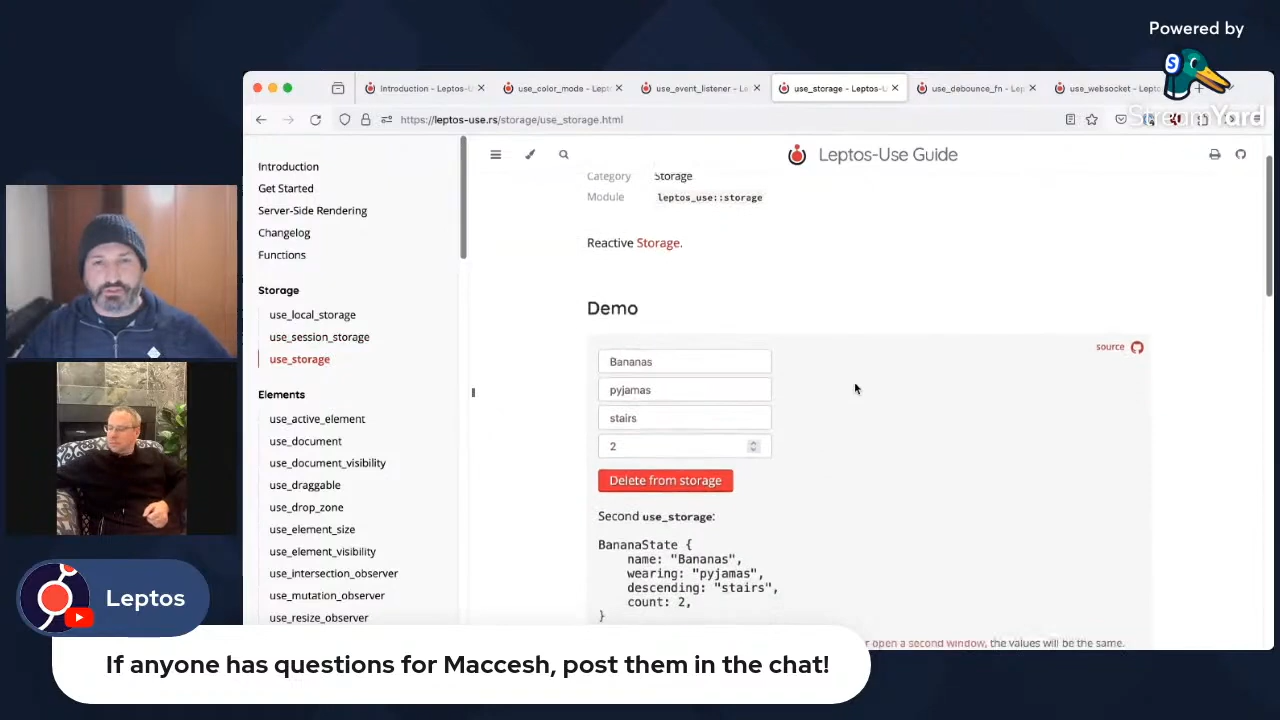 Powered by
StreamYard
Introduction - Leptos-U
use_color_mode - Leptos-U
use_event_listener - Leptos-U
use_storage - Leptos-U
use_debounce_fn - Lept
use_websocket - Lepto
https://leptos-use.rs/storage/use_storage.html
Introduction
Get Started
Server-Side Rendering
Changelog
Functions
Storage
use_local_storage
use_session_storage
use_storage
Elements
use_active_element
use_document
use_document_visibility
use_draggable
use_drop_zone
use_element_size
use_element_visibility
use_intersection_observer
use_mutation_observer
use_resize_observer
Leptos-Use Guide
Category Storage
Module leptos_use::storage
Reactive Storage.
Demo
source
Bananas
pyjamas
stairs
2
Delete from storage
Second use_storage:
BananaState {
name: "Bananas",
wearing: "pyjamas",
descending: "stairs",
count: 2,
}
open a second window, the values will be the same.
Leptos
If anyone has questions for Maccesh, post them in the chat!